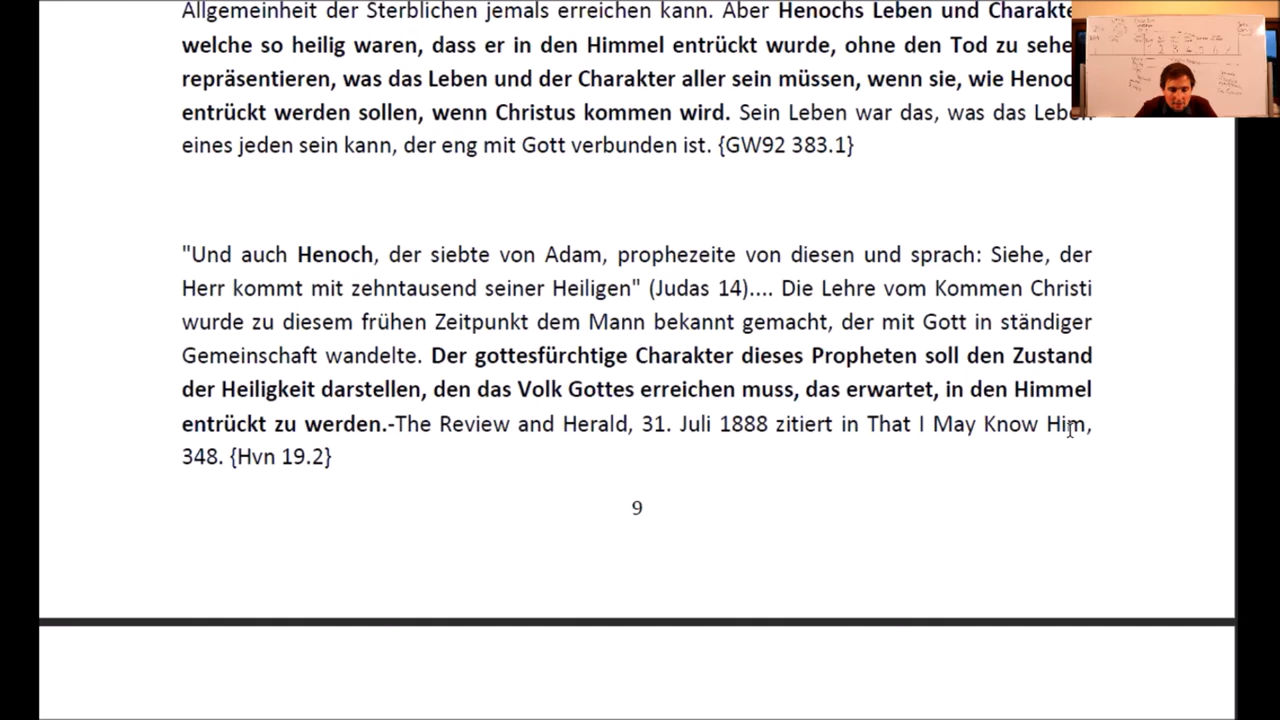 Allgemeinheit der Sterblichen jemals erreichen kann. Aber Henochs Leben und Charakte
welche so heilig waren, dass er in den Himmel entrückt wurde, ohne den Tod zu sehe
repräsentieren, was das Leben und der Charakter aller sein müssen, wenn sie, wie Henoc
entrückt werden sollen, wenn Christus kommen wird. Sein Leben war das, was das Leben
eines jeden sein kann, der eng mit Gott verbunden ist. {GW92 383.1}
"Und auch Henoch, der siebte von Adam, prophezeite von diesen und sprach: Siehe, der
Herr kommt mit zehntausend seiner Heiligen" (Judas 14).... Die Lehre vom Kommen Christi
wurde zu diesem frühen Zeitpunkt dem Mann bekannt gemacht, der mit Gott in ständiger
Gemeinschaft wandelte. Der gottesfürchtige Charakter dieses Propheten soll den Zustand
der Heiligkeit darstellen, den das Volk Gottes erreichen muss, das erwartet, in den Himmel
entrückt zu werden.-The Review and Herald, 31. Juli 1888 zitiert in That I May Know Him,
348. {Hvn 19.2}
9